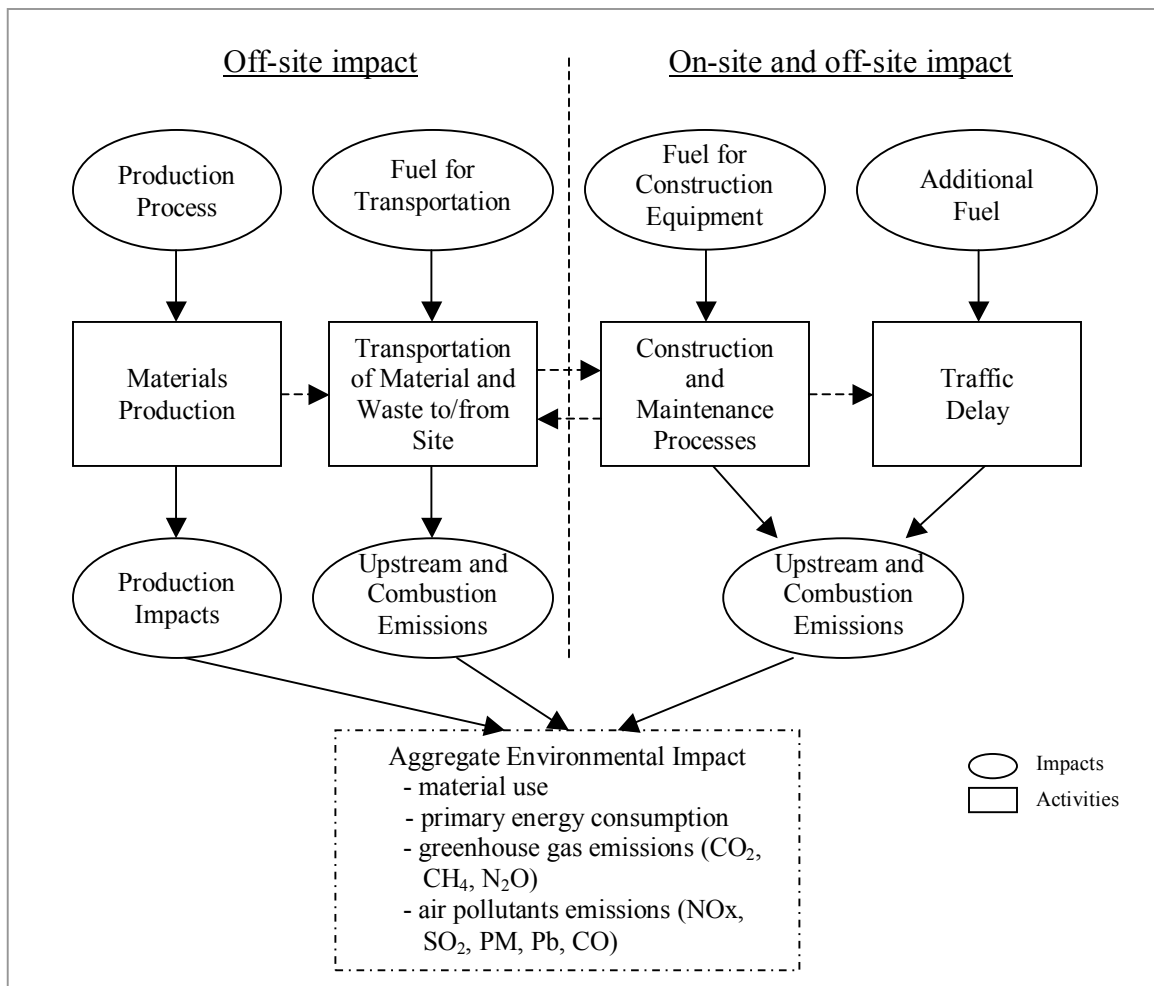 Off-site impact
On-site and off-site impact
Production
Process
Fuel for
Transportation
Fuel for
Construction
Equipment
Additional
Fuel
Materials
Production
Transportation
of Material and
Waste to/from
Site
Construction
and
Maintenance
Processes
Traffic
Delay
Production
Impacts
Upstream and
Combustion
Emissions
Upstream and
Combustion
Emissions
Aggregate Environmental Impact
- material use
- primary energy consumption
- greenhouse gas emissions (CO₂,
CH₄, N₂O)
- air pollutants emissions (NOx,
SO₂, PM, Pb, CO)
Impacts
Activities